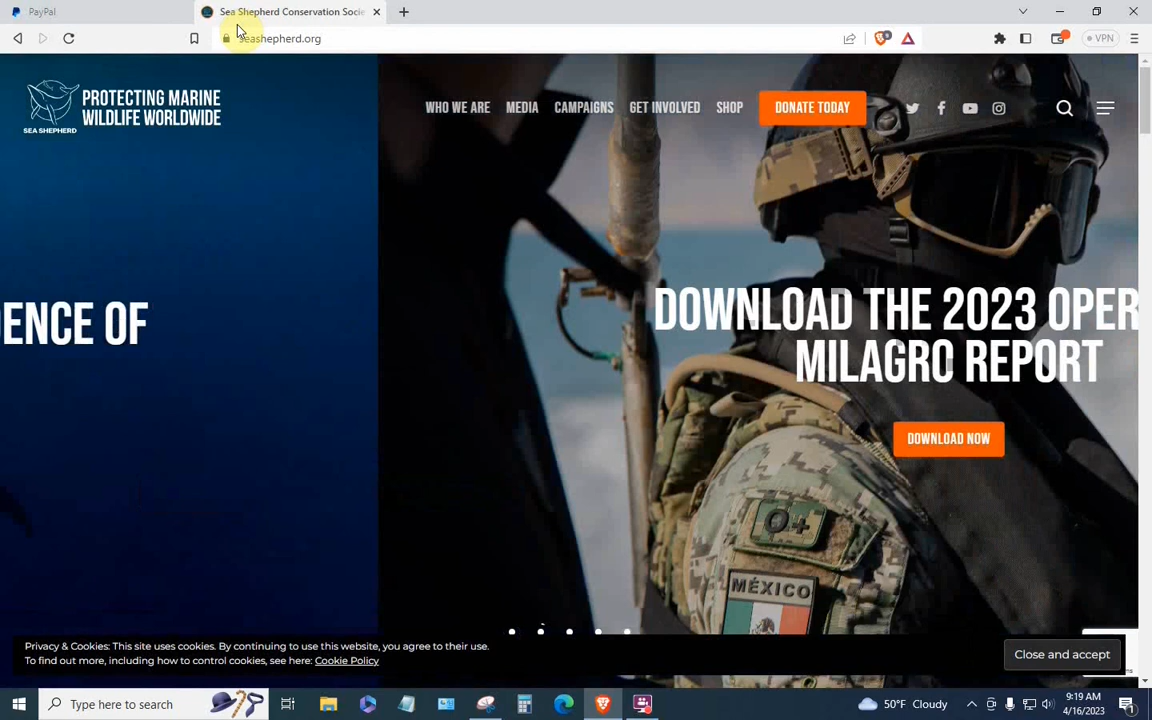 PayPal
Sea Shepherd Conservation Socie
seashepherd.org
VPN
PROTECTING MARINE
WILDLIFE WORLDWIDE
SEA SHEPHERD
WHO WE ARE
MEDIA
CAMPAIGNS
GET INVOLVED
SHOP
DONATE TODAY
ENCE OF
DOWNLOAD THE 2023 OPER
MILAGRO REPORT
DOWNLOAD NOW
O+
MÉXICO
Privacy & Cookies: This site uses cookies. By continuing to use this website, you agree to their use.
To find out more, including how to control cookies, see here: Cookie Policy
Close and accept
Type here to search
50°F Cloudy
9:19 AM
4/16/2023
1